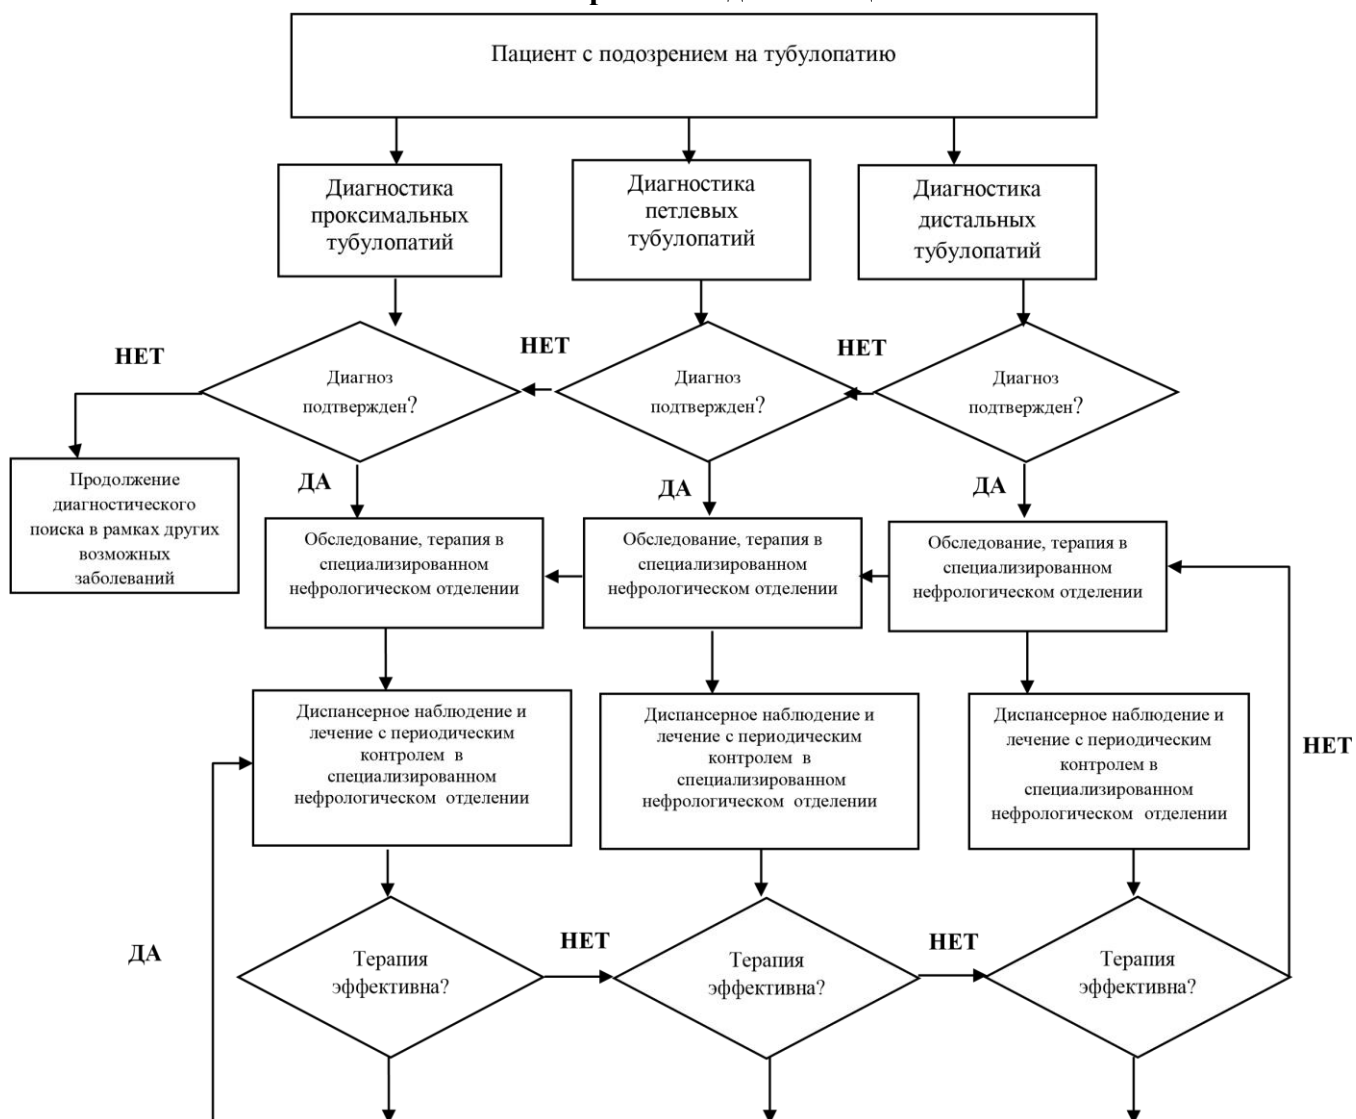 Пациент с подозрением на тубулопатию
Диагностика
проксимальных
тубулопатий
Диагностика
петлевых
тубулопатий
Диагностика
дистальных
тубулопатий
НЕТ
НЕТ
НЕТ
Диагноз
подтвержден?
Диагноз
подтвержден?
Диагноз
подтвержден?
Продолжение
диагностического
поиска в рамках других
возможных
заболеваний
ДА
ДА
ДА
Обследование, терапия в
специализированном
нефрологическом отделении
Обследование, терапия в
специализированном
нефрологическом отделении
Обследование, терапия в
специализированном
нефрологическом отделении
Диспансерное наблюдение и
лечение с периодическим
контролем в
специализированном
нефрологическом отделении
Диспансерное наблюдение и
лечение с периодическим
контролем в
специализированном
нефрологическом отделении
Диспансерное наблюдение и
лечение с периодическим
контролем в
специализированном
нефрологическом отделении
НЕТ
ДА
Терапия
эффективна?
НЕТ
Терапия
эффективна?
НЕТ
Терапия
эффективна?